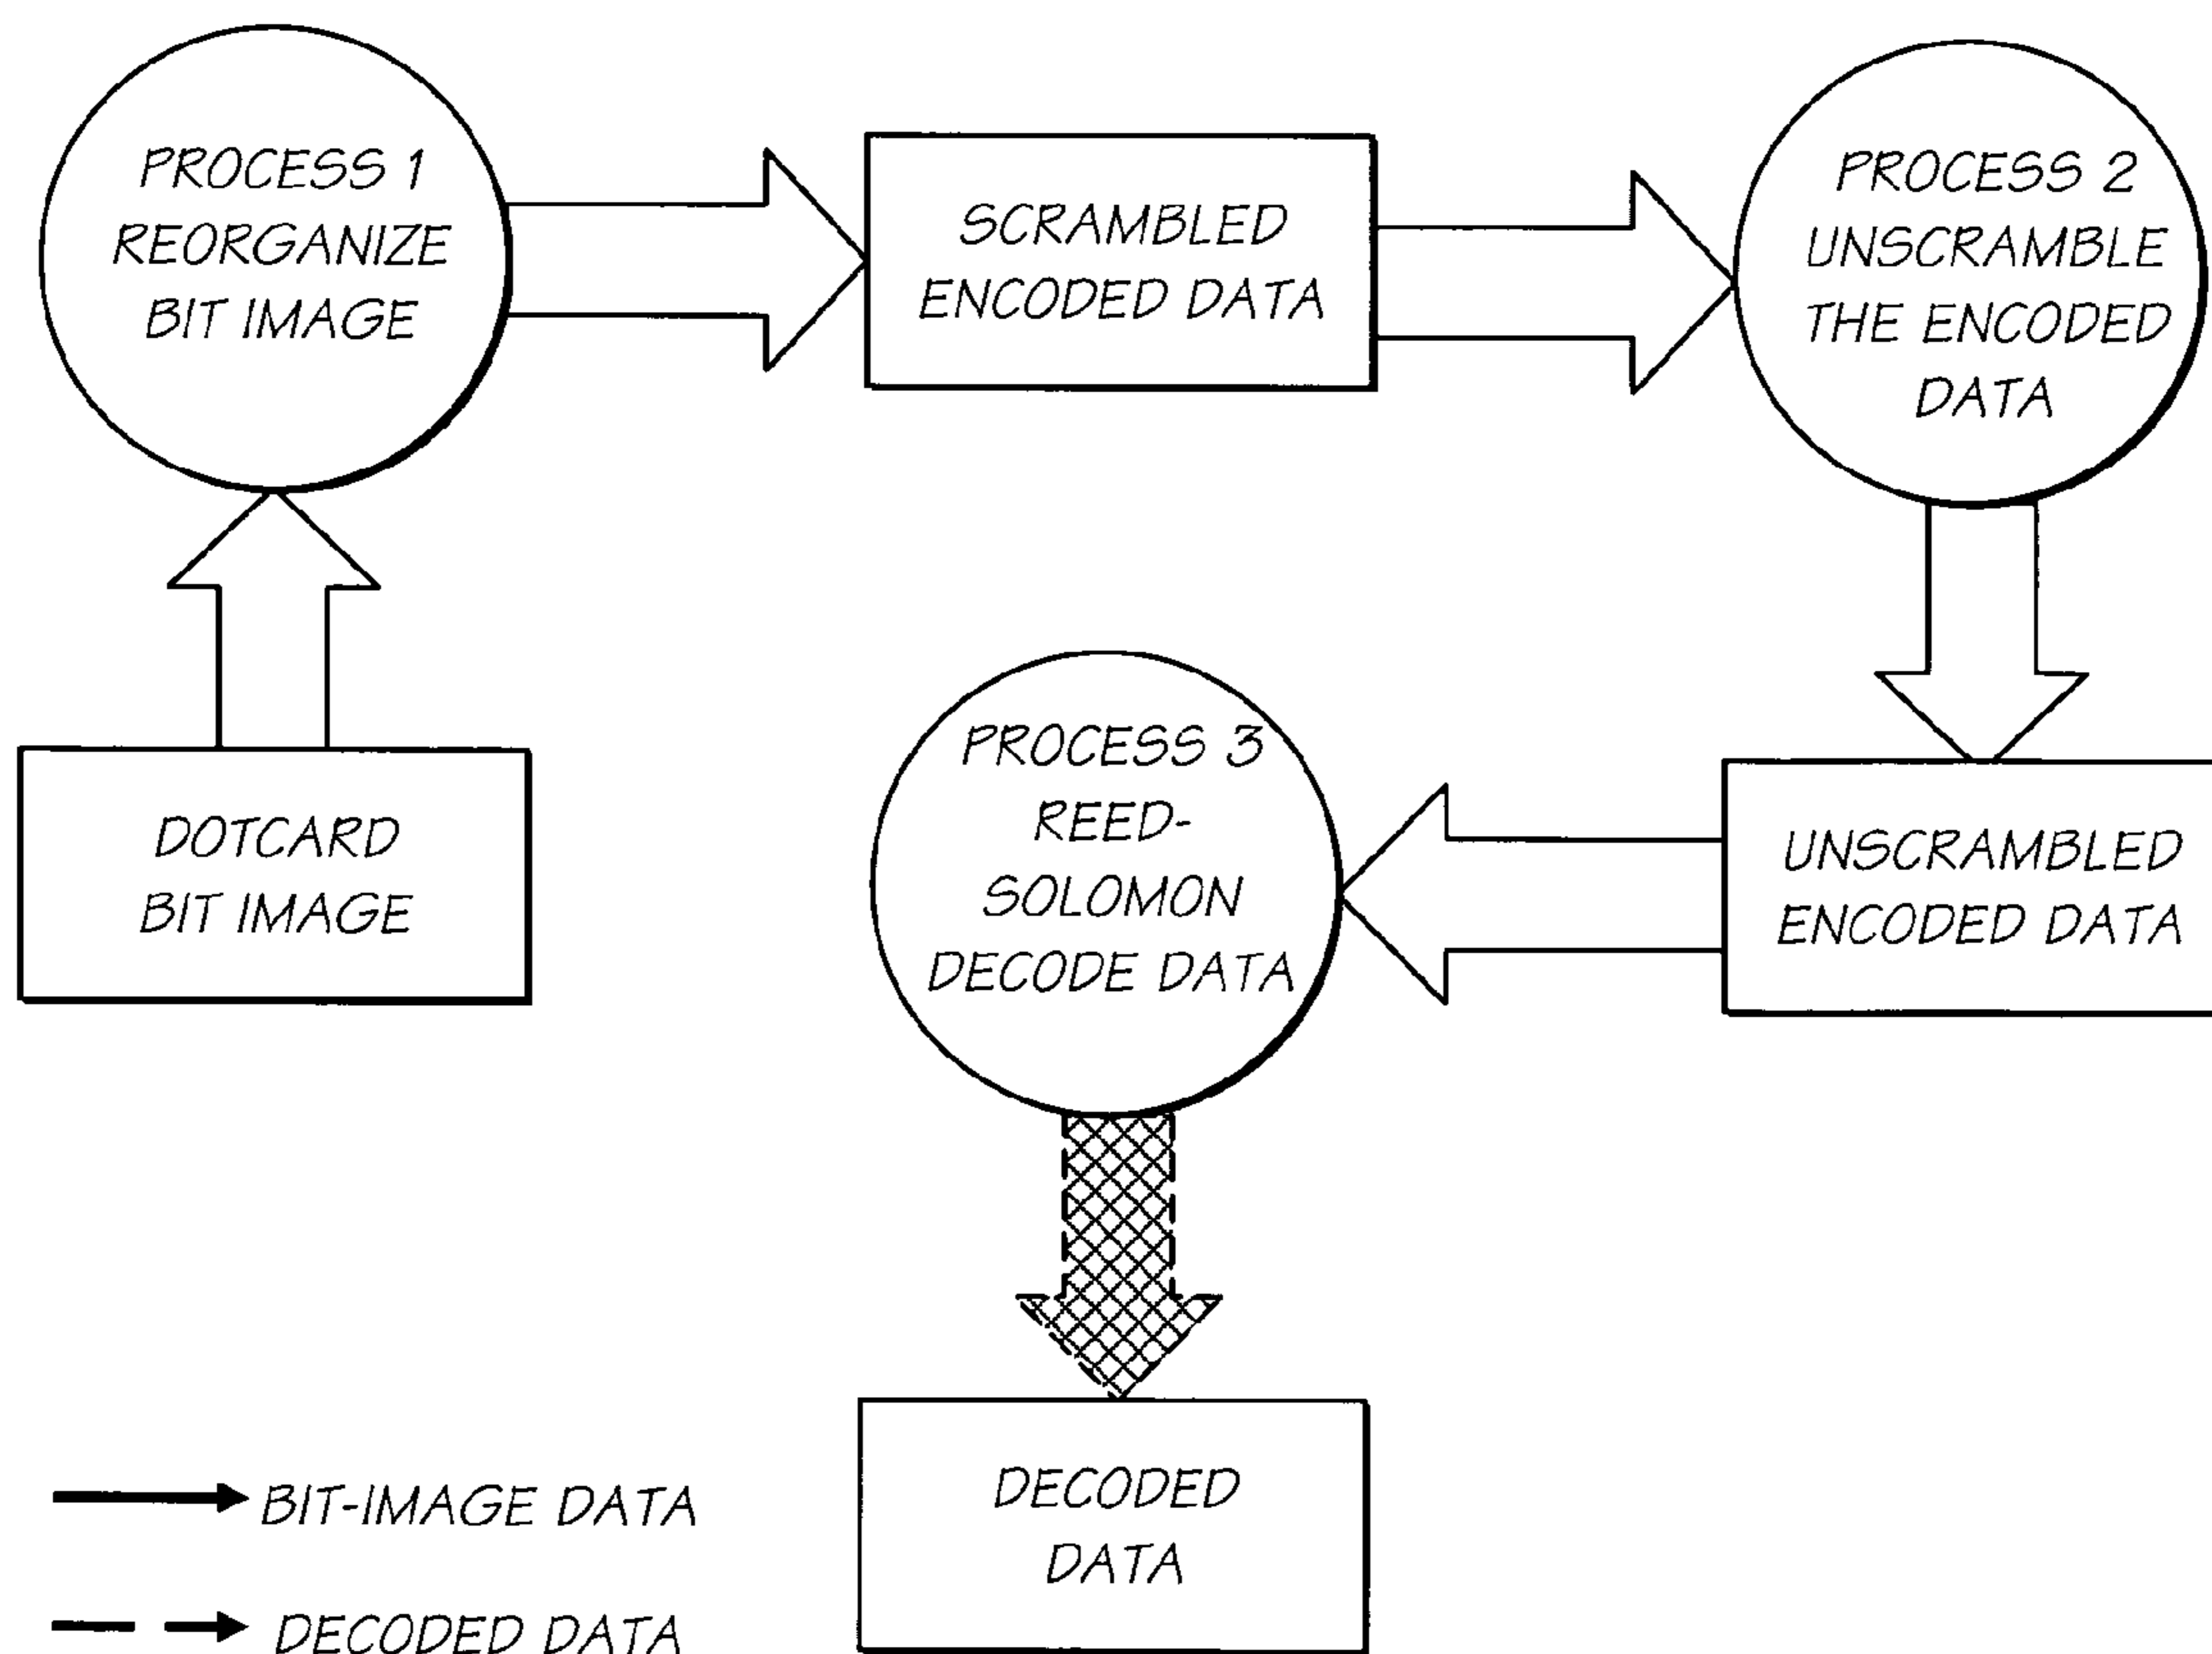 PROCESS 1
REORGANIZE
BIT IMAGE
SCRAMBLED
ENCODED DATA
PROCESS 2
UNSCRAMBLE
THE ENCODED
DATA
DOTCARD
BIT IMAGE
PROCESS 3
REED-
SOLOMON
DECODE DATA
UNSCRAMBLED
ENCODED DATA
DECODED
DATA
BIT-IMAGE DATA
DECODED DATA